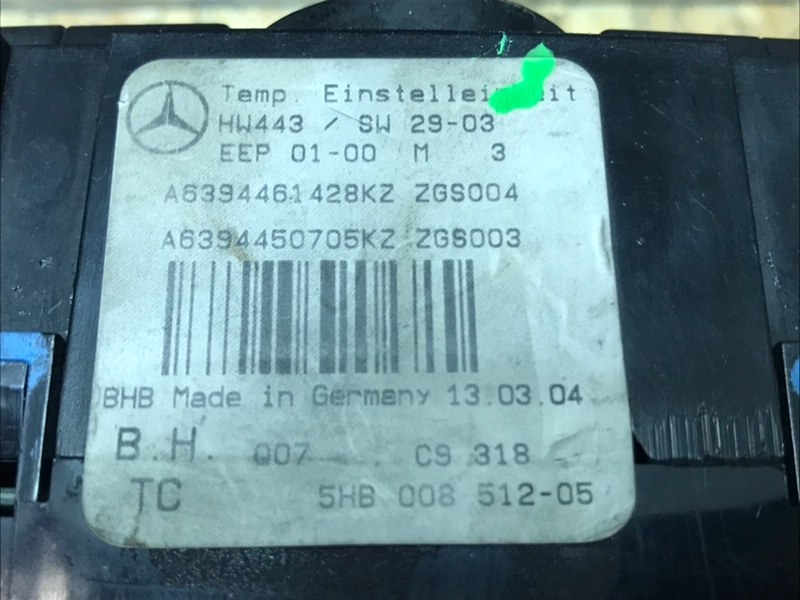 Temp. Einstelleinheit
HW443 / SW 29-03
EEP 01-00 M 3
A6394461428KZ ZGS004
A6394450705KZ ZGS003
BHB Made in Germany 13.03.04
B.H. Q07 C9 318
TC 5HB 008 512-05